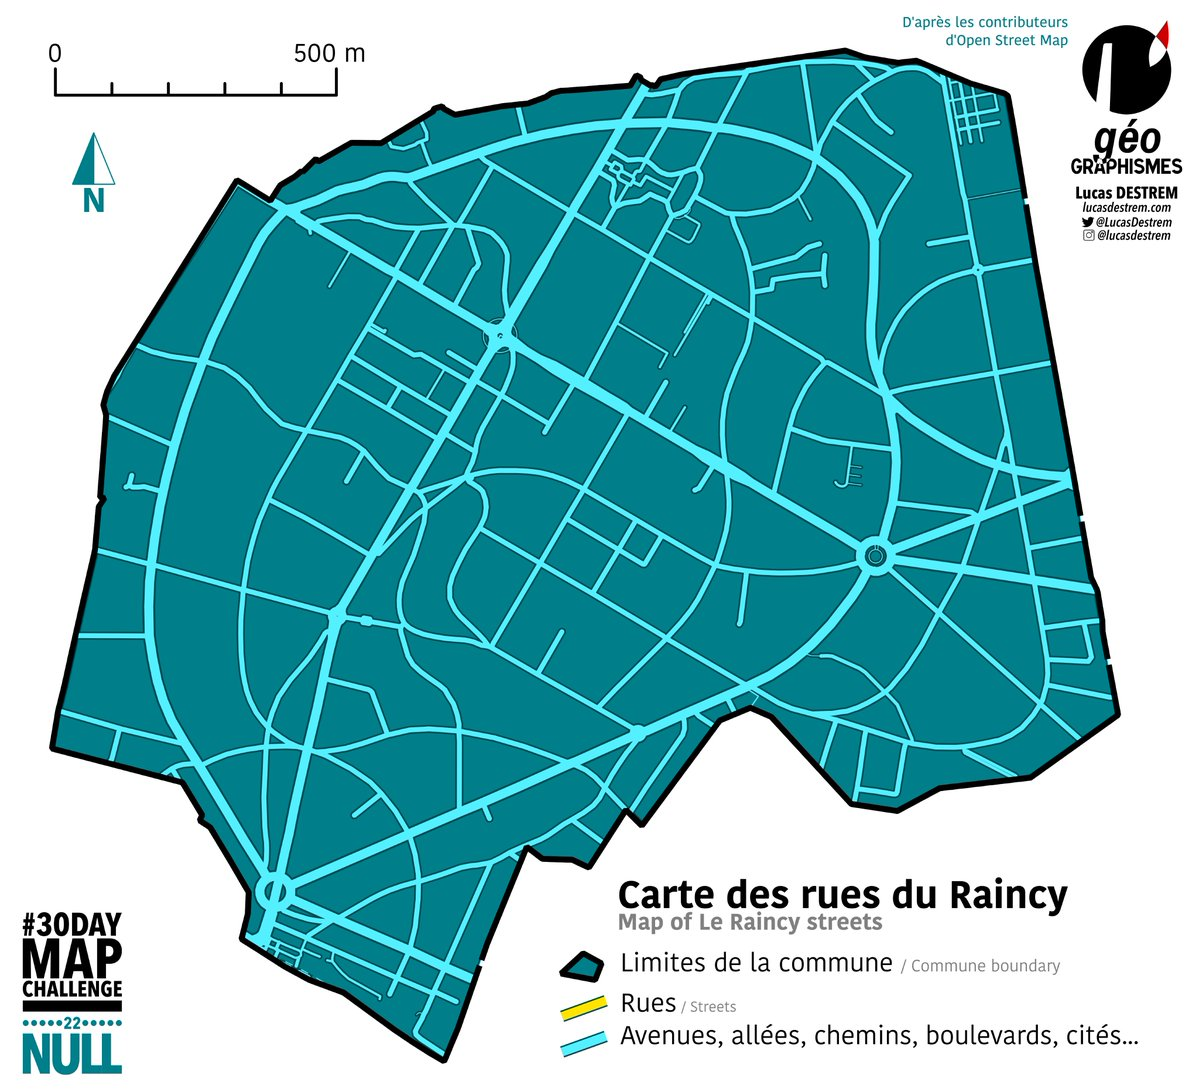 D'après les contributeurs
d'Open Street Map
0 500 m
N
géo
GRAPHISMES
Lucas DESTREM
lucasdestrem.com
@LucasDestrem
@lucasdestrem
Carte des rues du Raincy
Map of Le Raincy streets
Limites de la commune / Commune boundary
Rues / Streets
Avenues, allées, chemins, boulevards, cités...
#30DAY
MAP
CHALLENGE
22
NULL